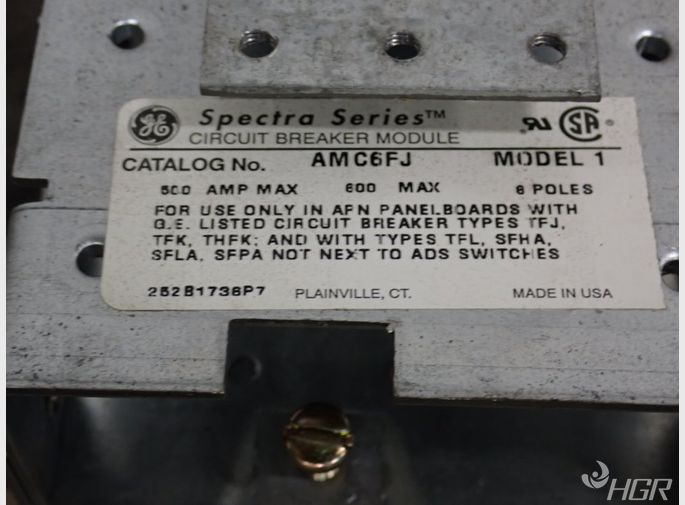 GE Spectra Series™
CIRCUIT BREAKER MODULE
CATALOG No. AMC6FJ MODEL 1
600 AMP MAX 600 MAX 6 POLES
FOR USE ONLY IN AFN PANELBOARDS WITH
G.E. LISTED CIRCUIT BREAKER TYPES TFJ,
TFK, THFK; AND WITH TYPES TFL, SFHA,
SFLA, SFPA NOT NEXT TO ADS SWITCHES
252B1736P7 PLAINVILLE, CT. MADE IN USA
HGR